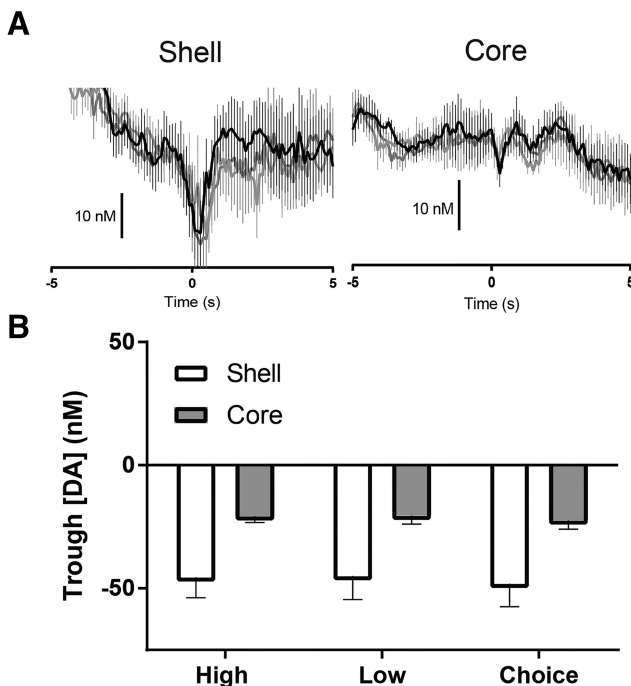 A
Shell
Core
10 nM
10 nM
-5
0
5
-5
0
5
Time (s)
Time (s)
B
50
Shell
Core
0
-50
Trough [DA] (nM)
High
Low
Choice